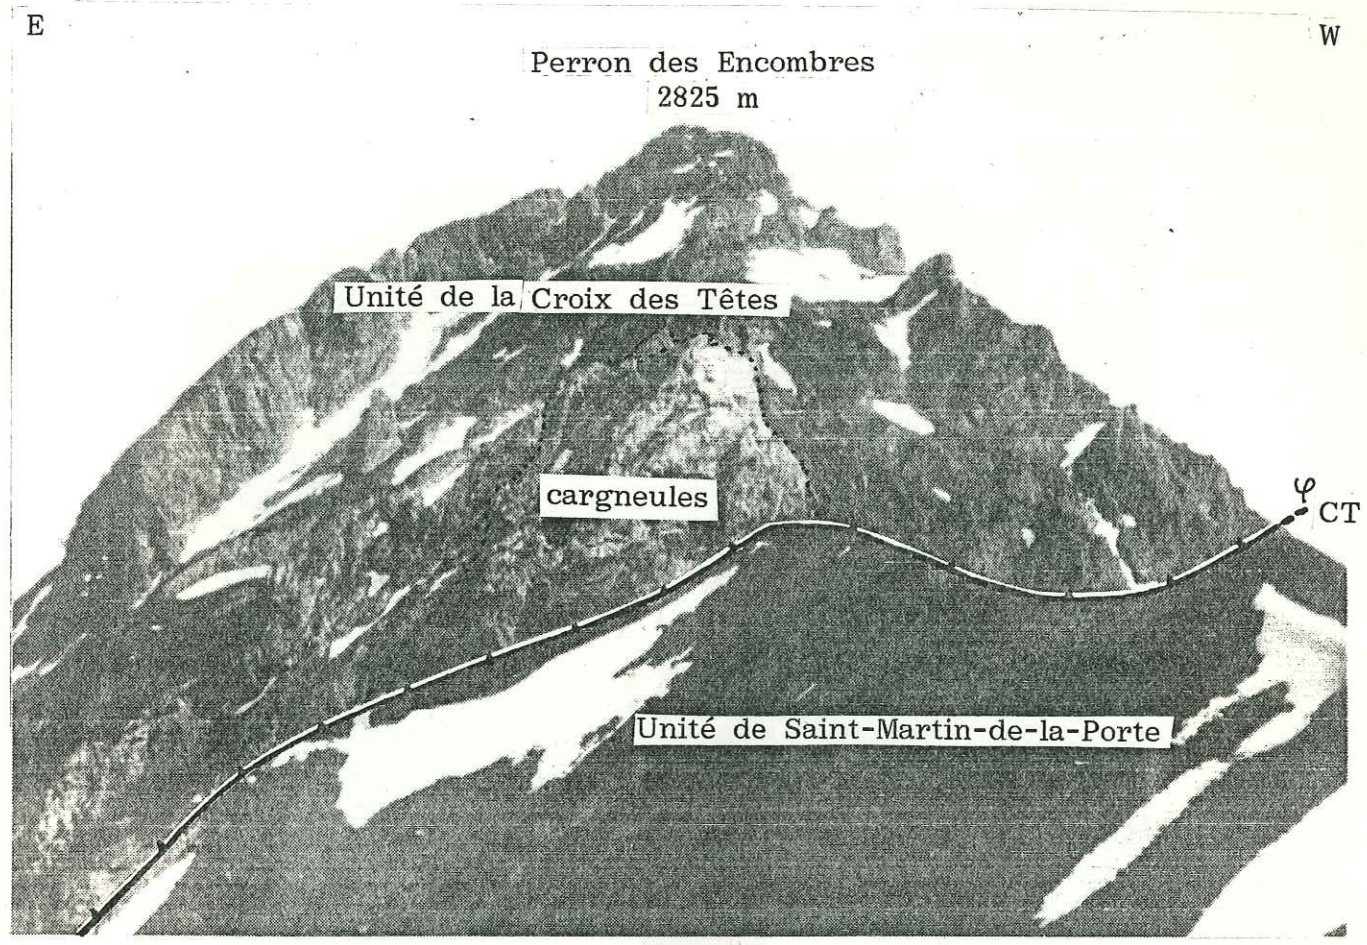 E
W
Perron des Encombres
2825 m
Unité de la Croix des Têtes
cargneules
φ CT
Unité de Saint-Martin-de-la-Porte